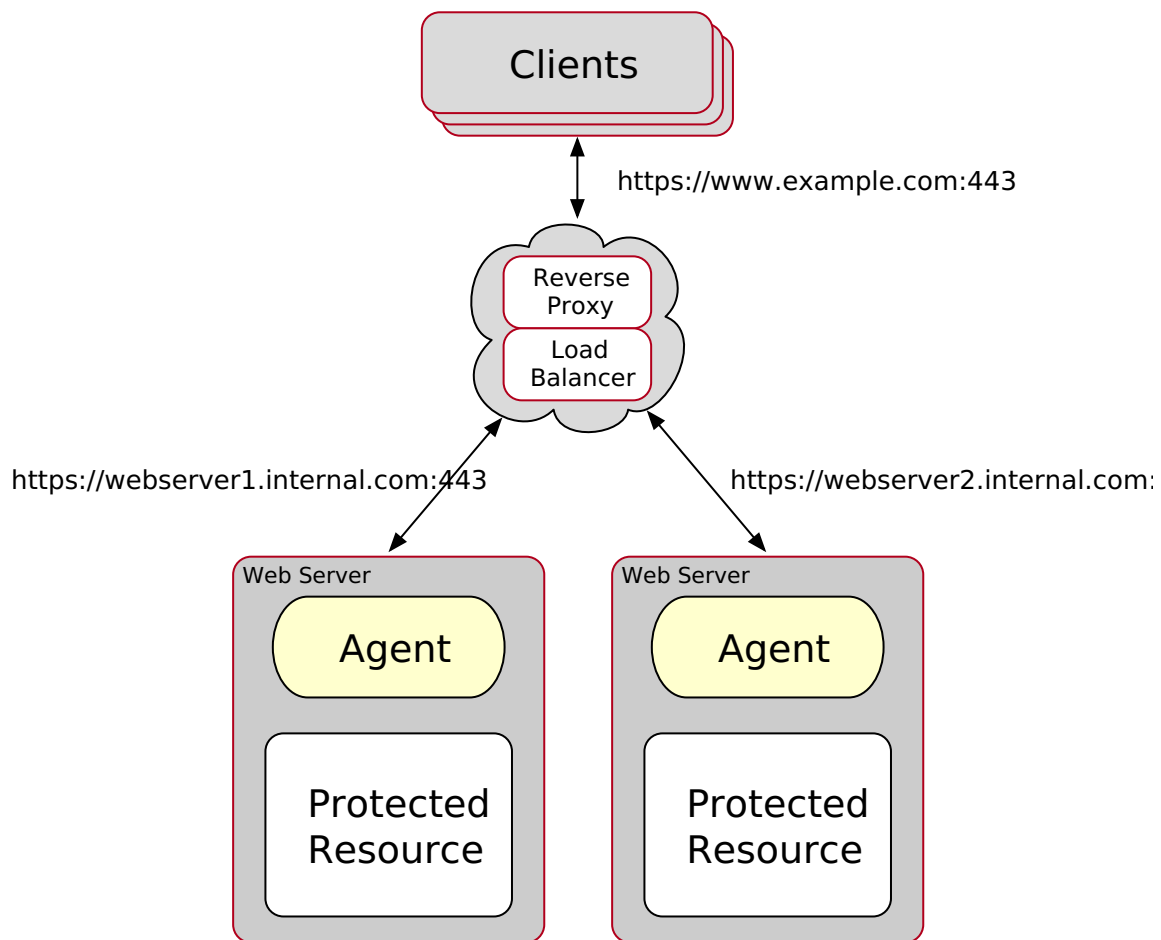 Clients
https://www.example.com:443
Reverse
Proxy
Load
Balancer
https://webserver1.internal.com:443
https://webserver2.internal.com:
Web Server
Web Server
Agent
Agent
Protected
Resource
Protected
Resource